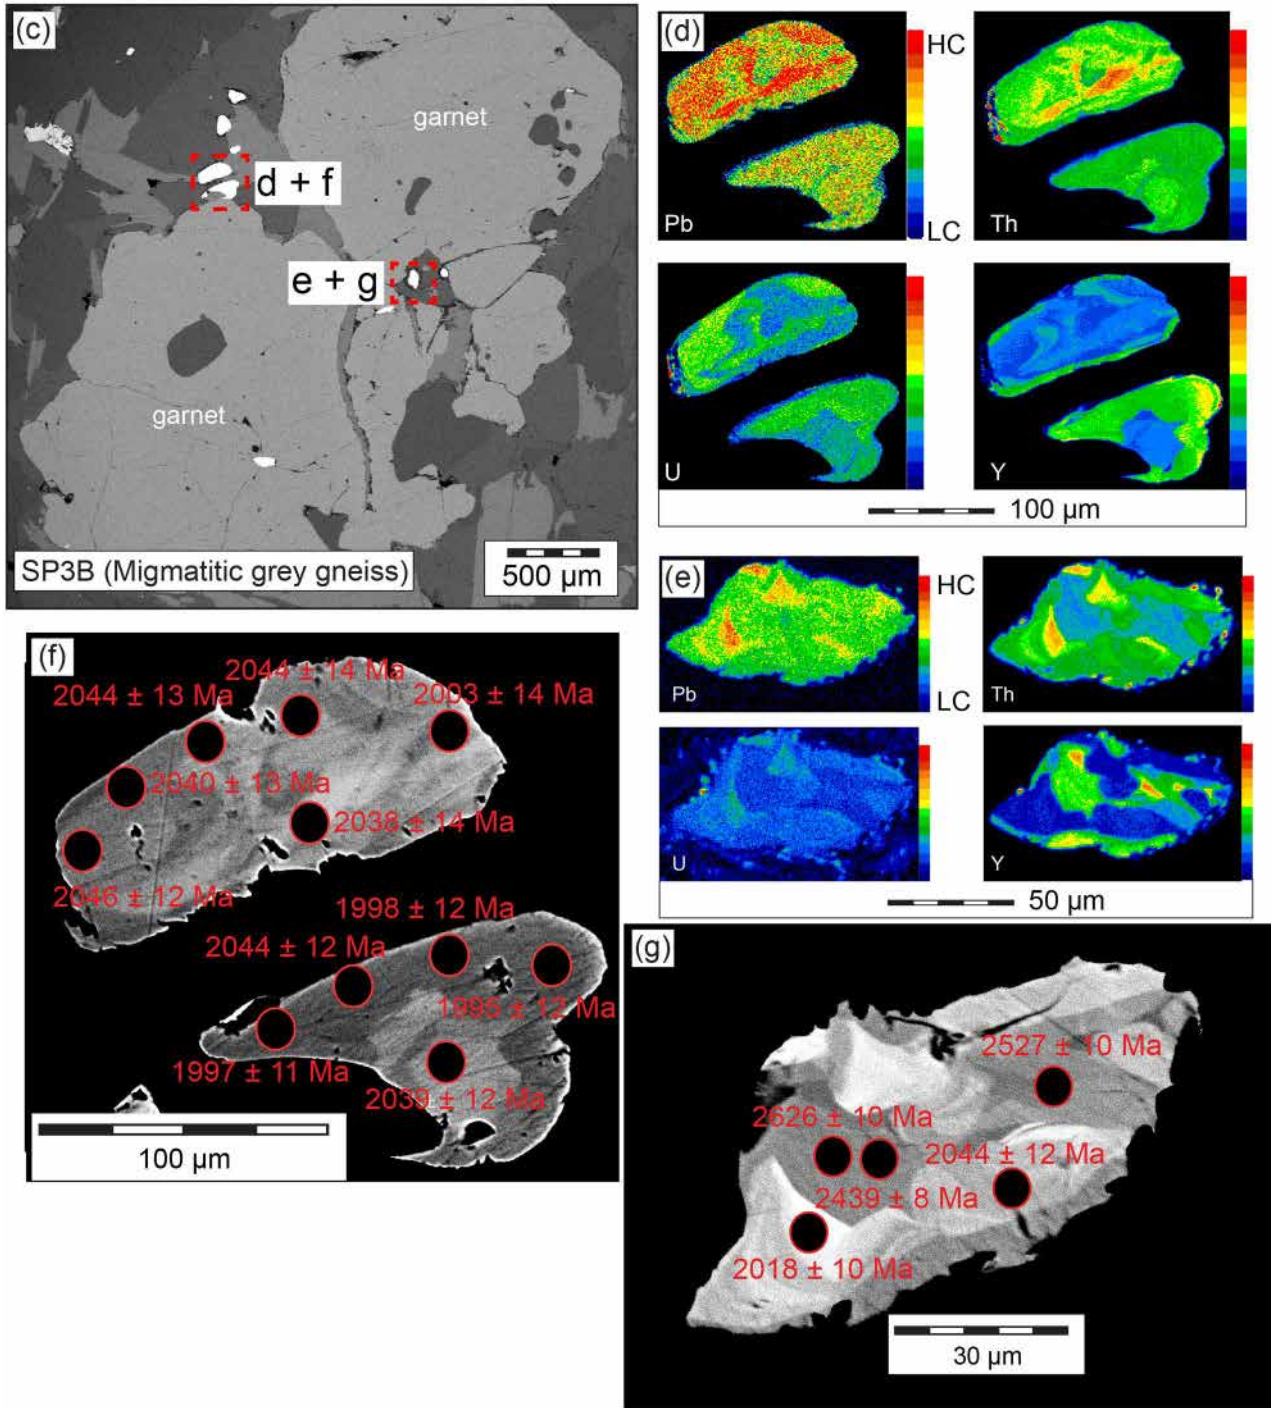 (c)
garnet
d + f
e + g
garnet
SP3B (Migmatitic grey gneiss)
500 µm
(d)
HC
LC
Pb
Th
U
Y
100 µm
(e)
HC
LC
Pb
Th
U
Y
50 µm
(f)
2044 ± 14 Ma
2044 ± 13 Ma
2003 ± 14 Ma
2040 ± 13 Ma
2038 ± 14 Ma
2046 ± 12 Ma
1998 ± 12 Ma
2044 ± 12 Ma
1995 ± 12 Ma
1997 ± 11 Ma
2039 ± 12 Ma
100 µm
(g)
2527 ± 10 Ma
2626 ± 10 Ma
2044 ± 12 Ma
2439 ± 8 Ma
2018 ± 10 Ma
30 µm